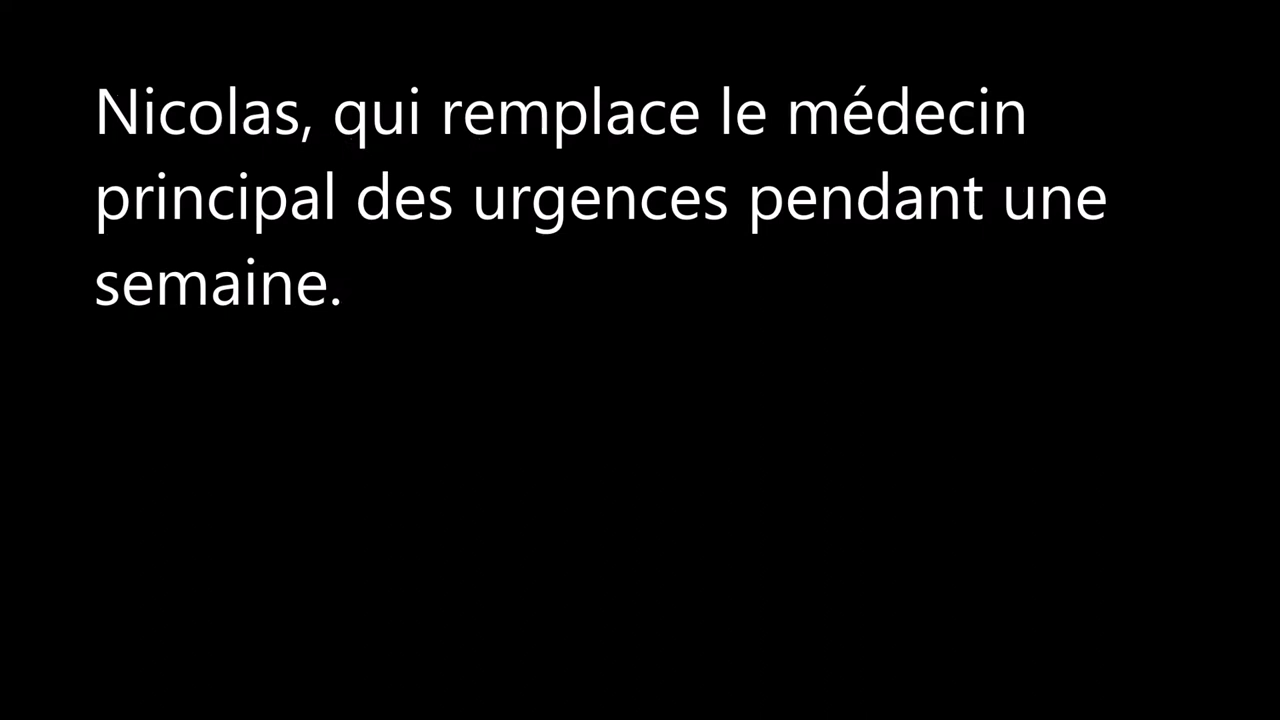 Nicolas, qui remplace le médecin
principal des urgences pendant une
semaine.